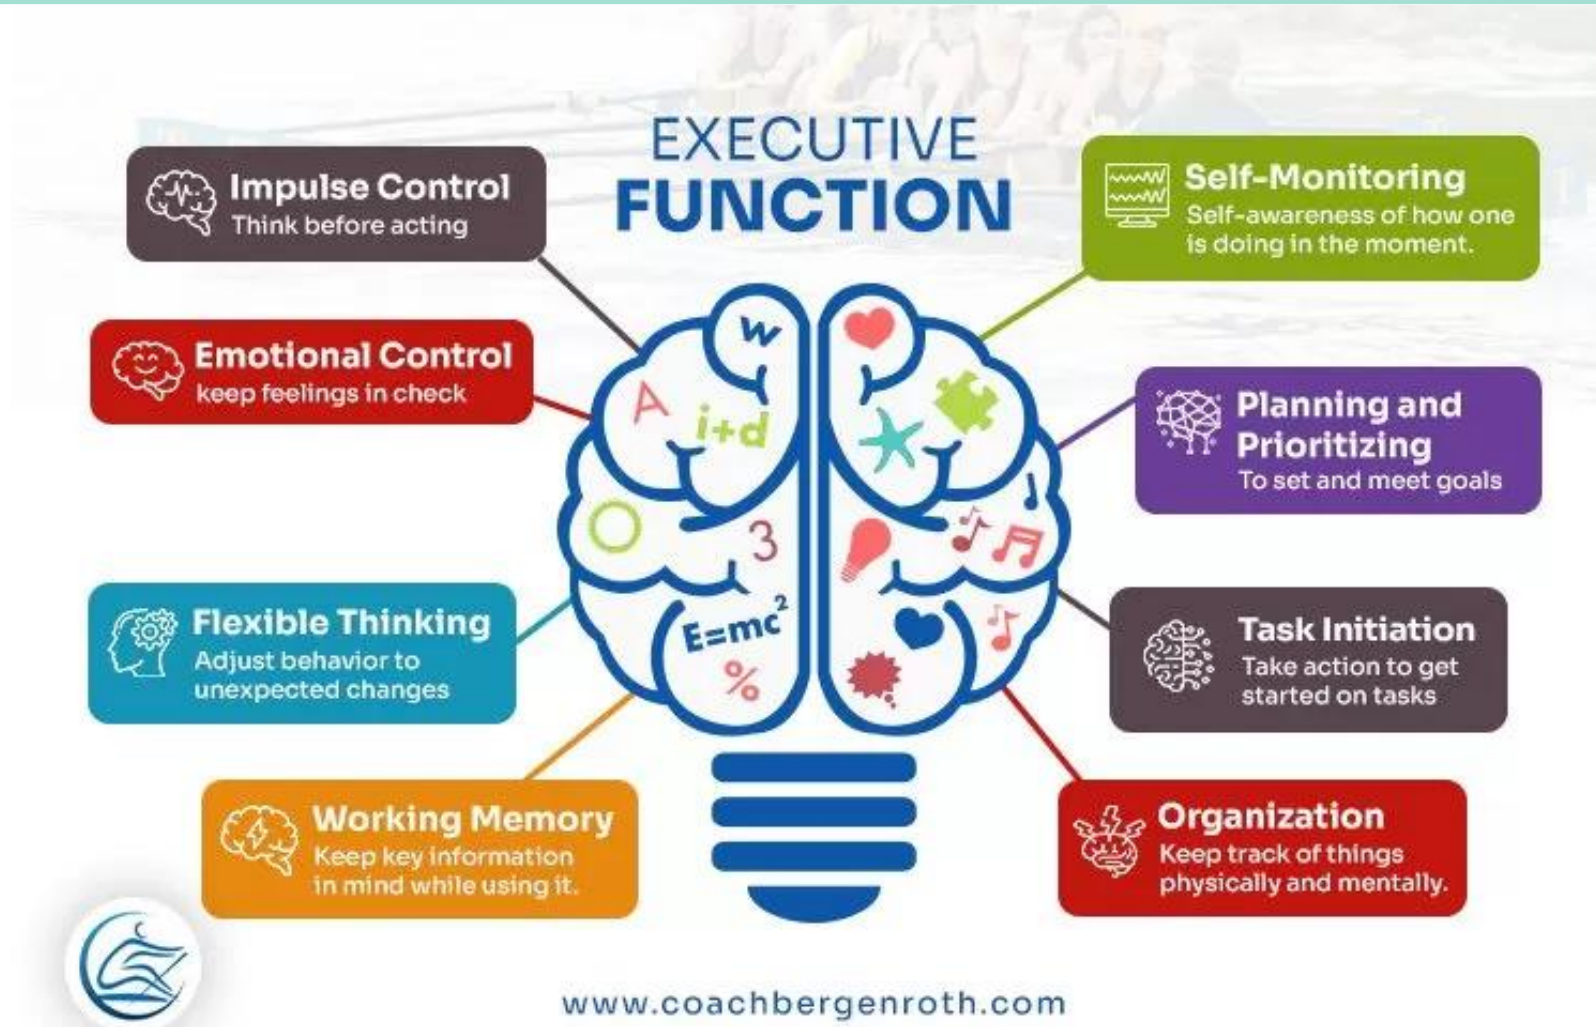 EXECUTIVE
FUNCTION
Impulse Control
Think before acting
Emotional Control
keep feelings in check
Flexible Thinking
Adjust behavior to
unexpected changes
Working Memory
Keep key information
in mind while using it.
Self-Monitoring
Self-awareness of how one
is doing in the moment.
Planning and
Prioritizing
To set and meet goals
Task Initiation
Take action to get
started on tasks
Organization
Keep track of things
physically and mentally.
w
A
i+d
3
E=mc²
%
www.coachbergenroth.com